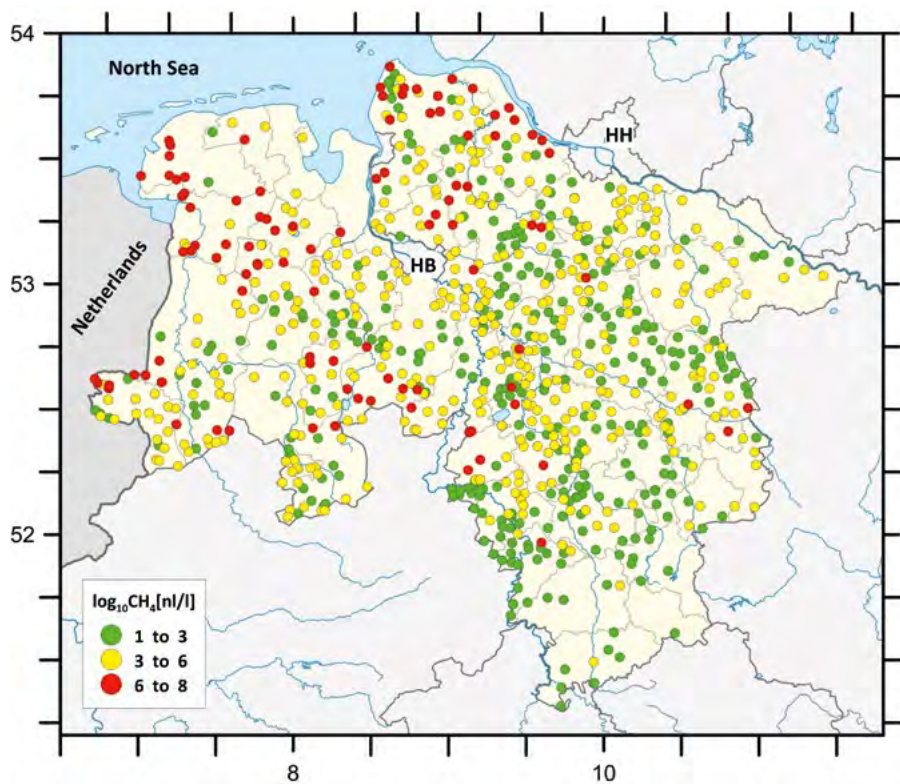 54
North Sea
HH
53
HB
Netherlands
52
log₁₀CH₄[nl/l]
1 to 3
3 to 6
6 to 8
8
10